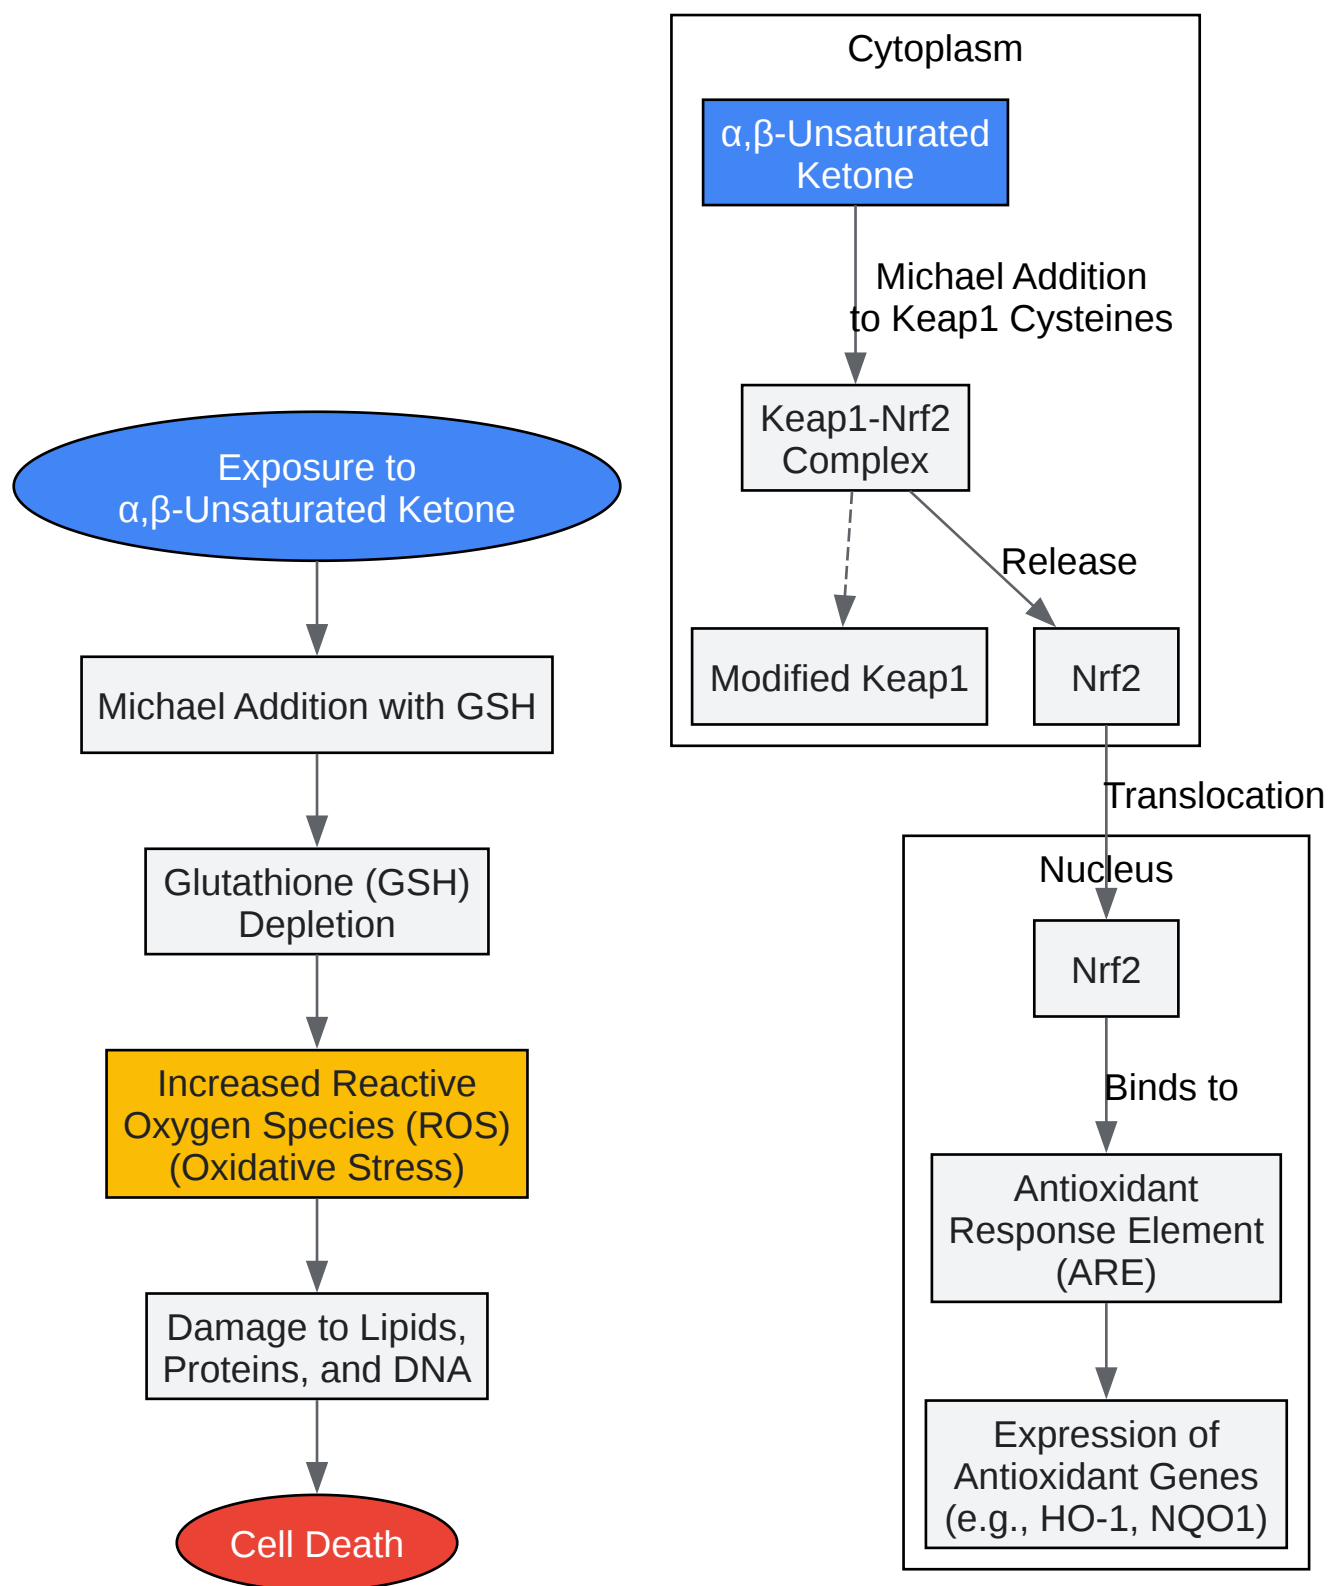 Exposure to
α,β-Unsaturated Ketone
Michael Addition with GSH
Glutathione (GSH)
Depletion
Increased Reactive
Oxygen Species (ROS)
(Oxidative Stress)
Damage to Lipids,
Proteins, and DNA
Cell Death
Cytoplasm
α,β-Unsaturated
Ketone
Michael Addition
to Keap1 Cysteines
Keap1-Nrf2
Complex
Release
Modified Keap1
Nrf2
Translocation
Nucleus
Nrf2
Binds to
Antioxidant
Response Element
(ARE)
Expression of
Antioxidant Genes
(e.g., HO-1, NQO1)